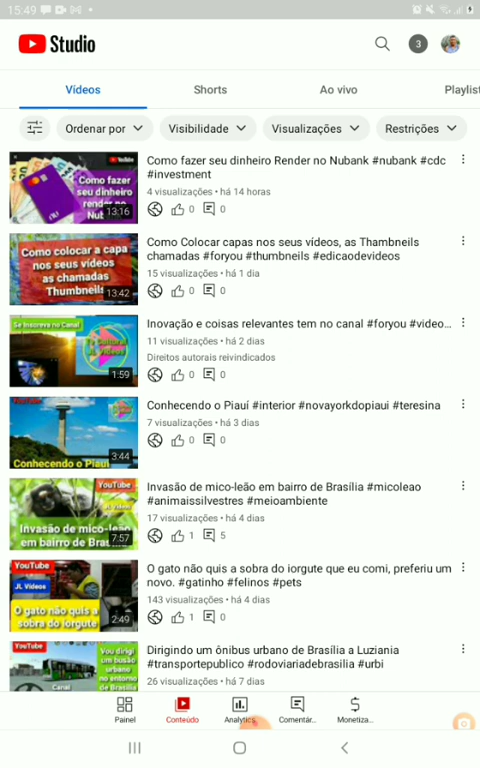 15:49
Studio
3
Vídeos Shorts Ao vivo Playlist
Ordenar por Visibilidade Visualizações Restrições
YouTube
Como fazer
seu dinheiro
render no
13:16
Como fazer seu dinheiro Render no Nubank #nubank #cdc
#investment
4 visualizações • há 14 horas
0 0
Como colocar a capa
nos seus vídeos
as chamadas
Thumbnels
13:42
Como Colocar capas nos seus vídeos, as Thambneils
chamadas #foryou #thumbneils #edicaodevideos
15 visualizações • há 1 dia
0 0
Se Inscreva no Canal
1:59
Inovação e coisas relevantes tem no canal #foryou #video...
11 visualizações • há 2 dias
Direitos autorais reivindicados
0 0
YouTube
Conhecendo o Piauí
3:44
Conhecendo o Piauí #interior #novayorkdopiaui #teresina
7 visualizações • há 3 dias
0 0
YouTube
JL Vídeos
Invasão de mico-leão
em bairro de Bras
7:57
Invasão de mico-leão em bairro de Brasília #micoleao
#animaissilvestres #meioambiente
17 visualizações • há 4 dias
1 5
YouTube
JL Vídeos
O gato não quis a
sobra do iorgute
2:49
O gato não quis a sobra do iorgute que eu comi, preferiu um
novo. #gatinho #felinos #pets
143 visualizações • há 4 dias
1 0
YouTube
Vou dirigi
um busão
urbano
no entorno
de Brasília
Canal
Dirigindo um ônibus urbano de Brasília a Luziania
#transportepublico #rodoviariadebrasilia #urbi
26 visualizações • há 7 dias
Painel Conteúdo Analytics Comentár... Monetiza...